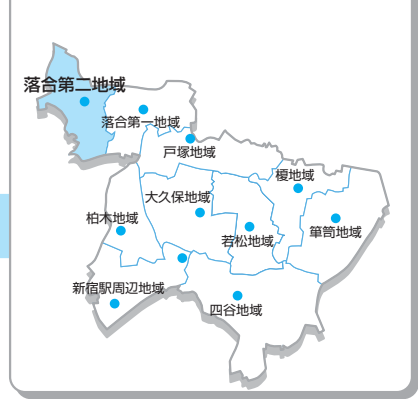 落合第二地域
落合第一地域
戸塚地域
榎地域
大久保地域
柏木地域
若松地域
箪笥地域
新宿駅周辺地域
四谷地域